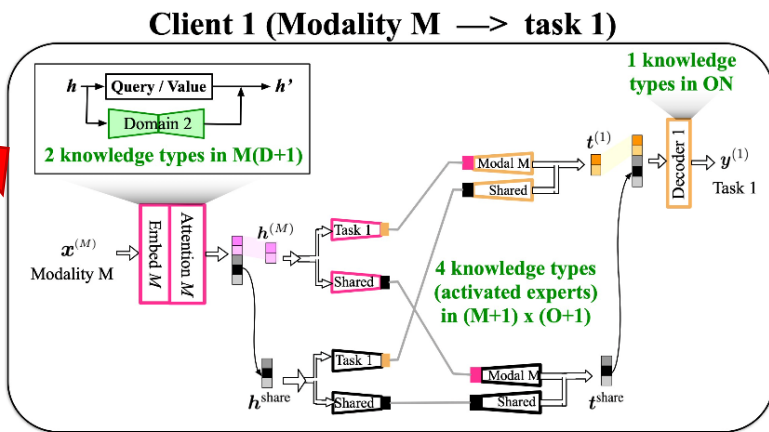 Client 1 (Modality M —> task 1)
1 knowledge
types in ON
h
Query / Value
h'
Domain 2
2 knowledge types in M(D+1)
x^(M)
Modality M
Embed M
Attention M
h^(M)
Task 1
Shared
Modal M
Shared
t^(1)
Decoder 1
y^(1)
Task 1
4 knowledge types
(activated experts)
in (M+1) x (O+1)
h^share
Task 1
Shared
Modal M
Shared
t^share